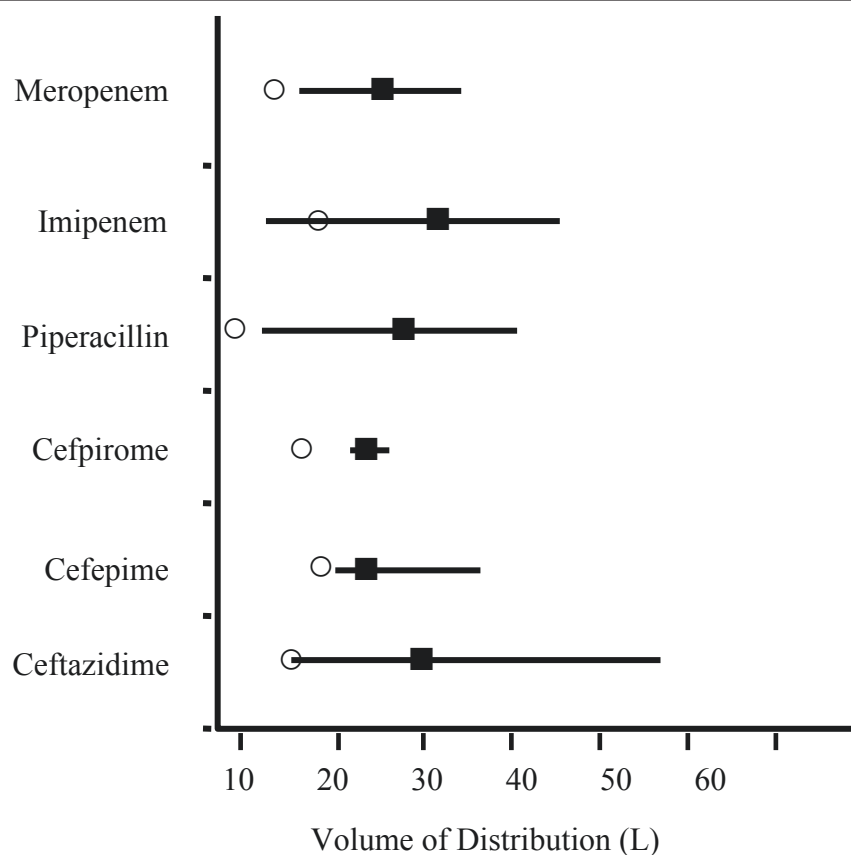 Meropenem
Imipenem
Piperacillin
Cefpirome
Cefepime
Ceftazidime
10 20 30 40 50 60
Volume of Distribution (L)